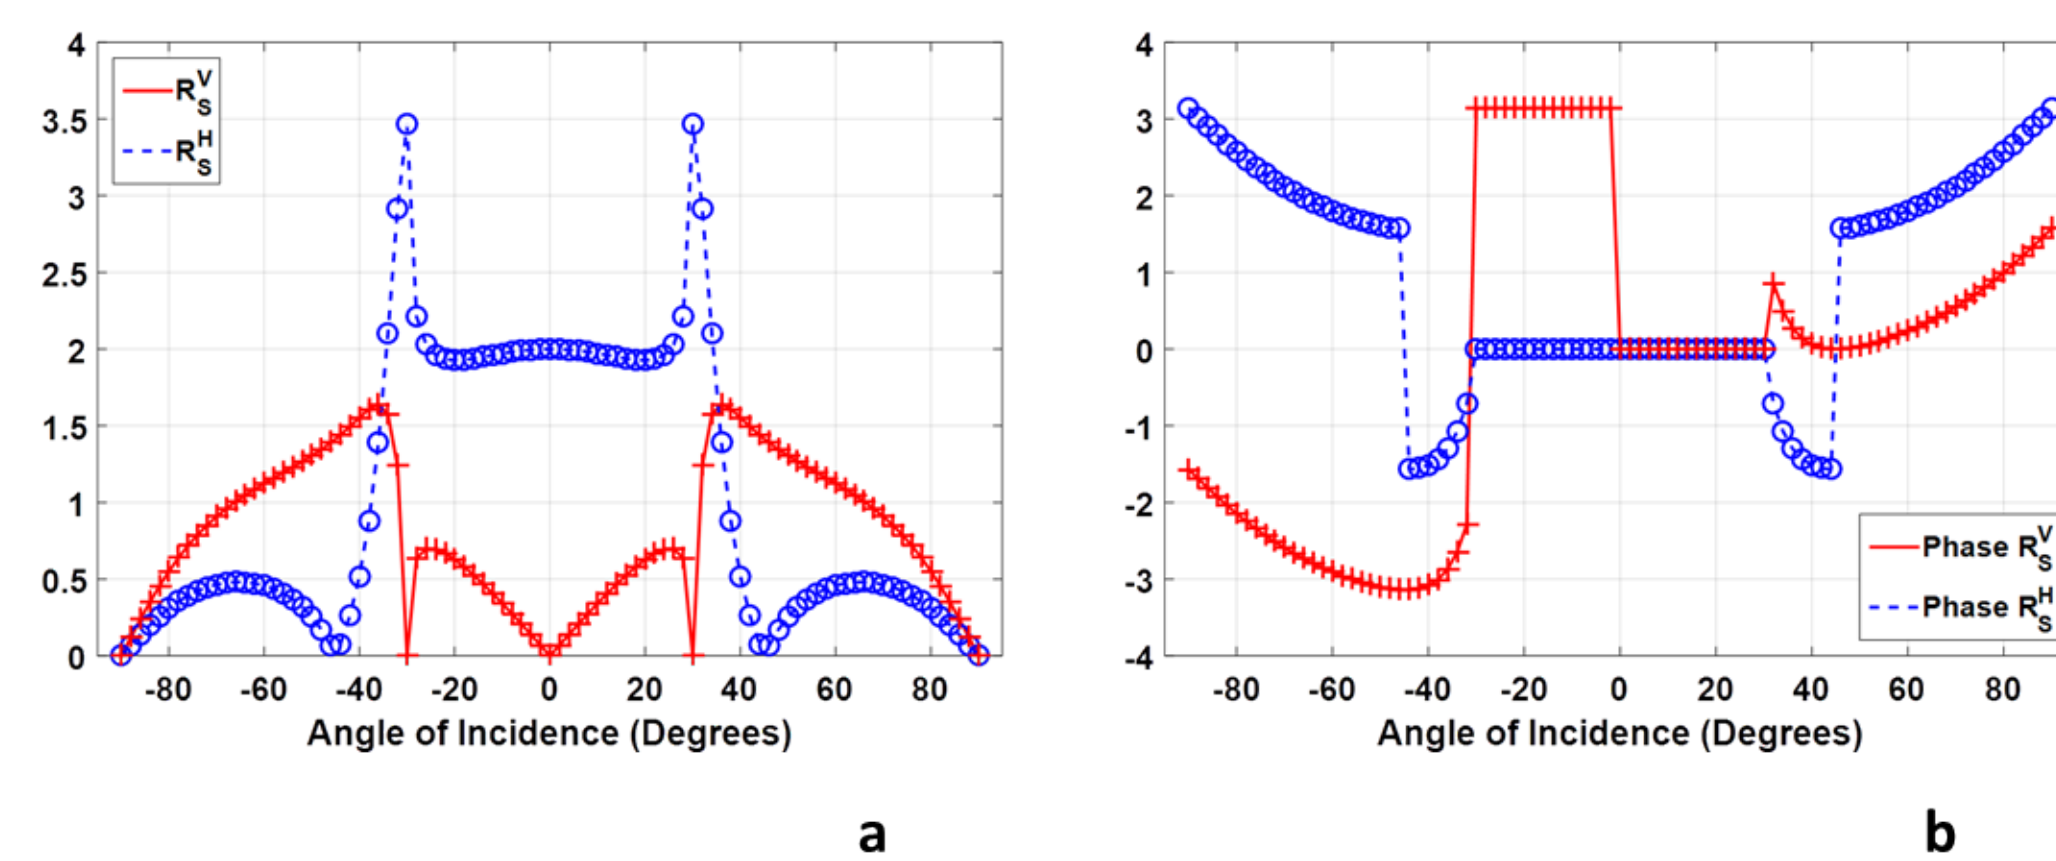 4
3.5
3
2.5
2
1.5
1
0.5
0
R_S^V
R_S^H
-80 -60 -40 -20 0 20 40 60 80
Angle of Incidence (Degrees)
a
4
3
2
1
0
-1
-2
-3
-4
Phase R_S^V
Phase R_S^H
-80 -60 -40 -20 0 20 40 60 80
Angle of Incidence (Degrees)
b